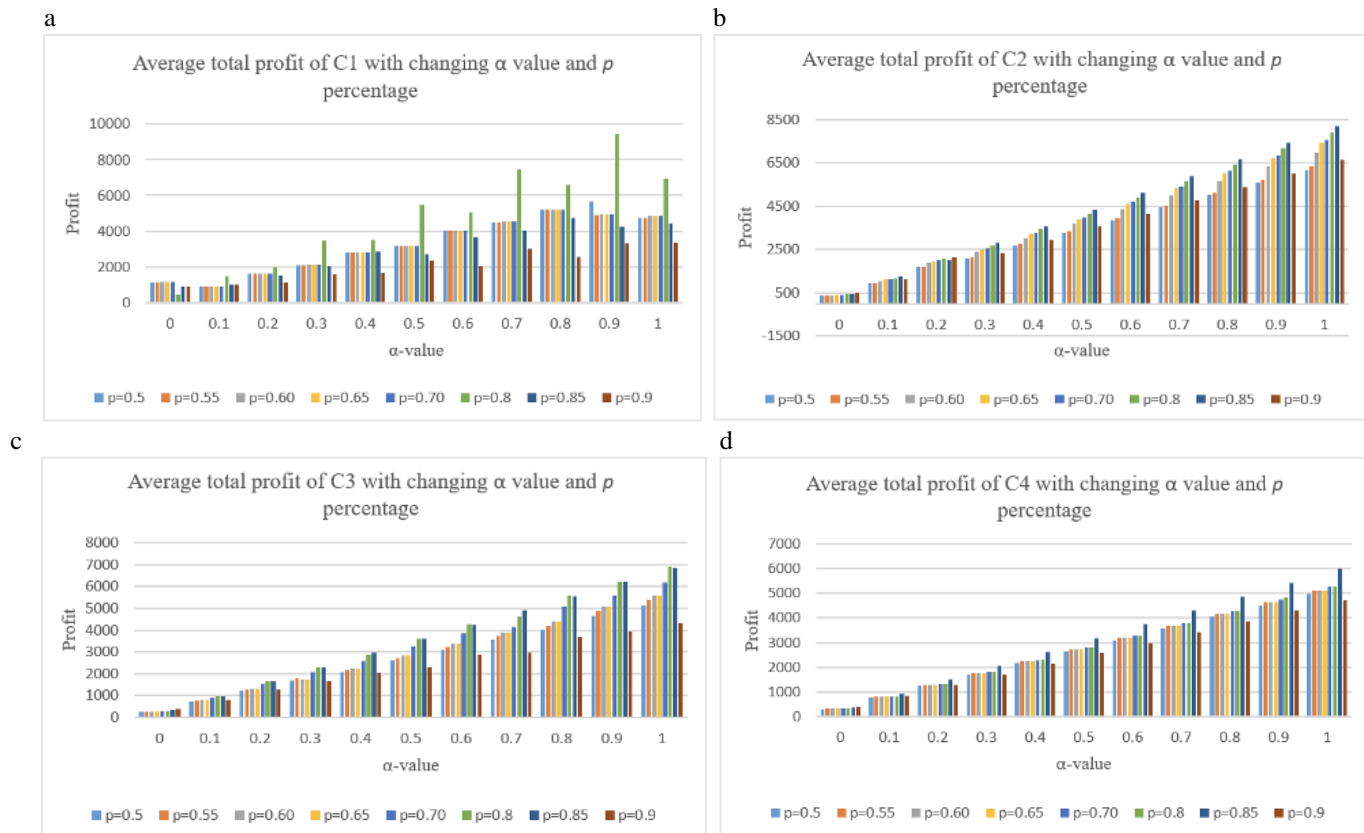 a
Average total profit of C1 with changing α value and p
percentage
10000
8000
6000
4000
2000
0
Profit
0 0.1 0.2 0.3 0.4 0.5 0.6 0.7 0.8 0.9 1
α-value
p=0.5 p=0.55 p=0.60 p=0.65 p=0.70 p=0.8 p=0.85 p=0.9
b
Average total profit of C2 with changing α value and p
percentage
8500
6500
4500
2500
500
-1500
Profit
0 0.1 0.2 0.3 0.4 0.5 0.6 0.7 0.8 0.9 1
α-value
p=0.5 p=0.55 p=0.60 p=0.65 p=0.70 p=0.8 p=0.85 p=0.9
c
Average total profit of C3 with changing α value and p
percentage
8000
7000
6000
5000
4000
3000
2000
1000
0
Profit
0 0.1 0.2 0.3 0.4 0.5 0.6 0.7 0.8 0.9 1
α-value
p=0.5 p=0.55 p=0.60 p=0.65 p=0.70 p=0.8 p=0.85 p=0.9
d
Average total profit of C4 with changing α value and p
percentage
7000
6000
5000
4000
3000
2000
1000
0
Profit
0 0.1 0.2 0.3 0.4 0.5 0.6 0.7 0.8 0.9 1
α-value
p=0.5 p=0.55 p=0.60 p=0.65 p=0.70 p=0.8 p=0.85 p=0.9